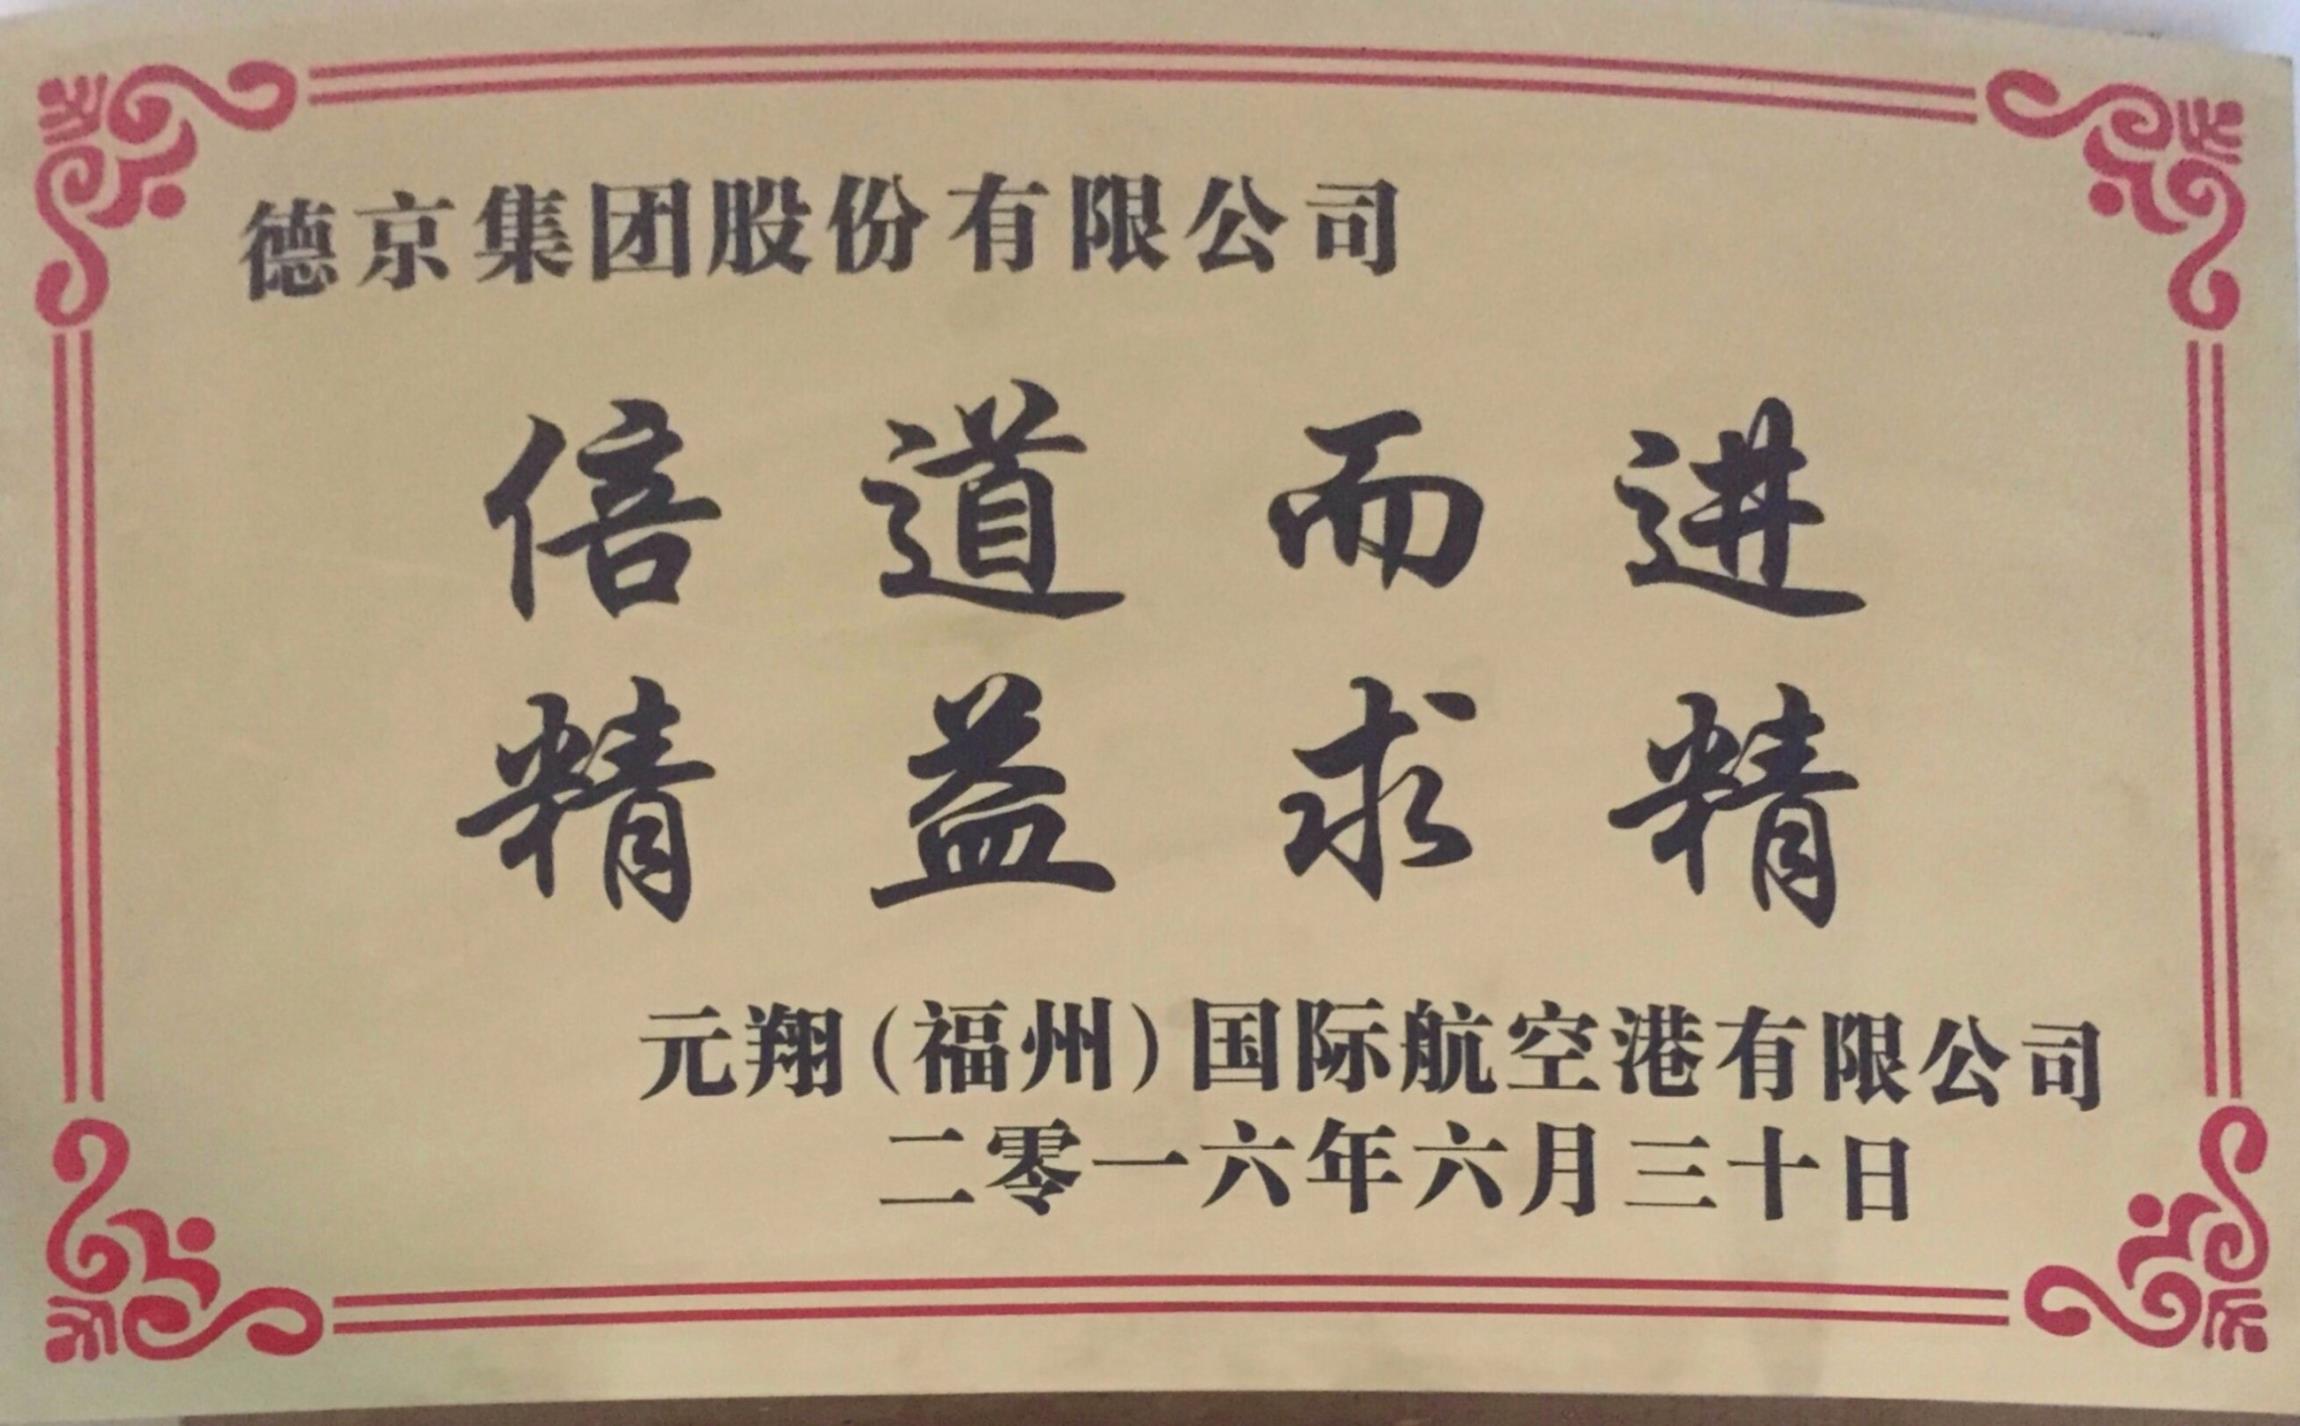 德京集团股份有限公司
倍道而进
精益求精
元翔(福州)国际航空港有限公司
二零一六年六月三十日